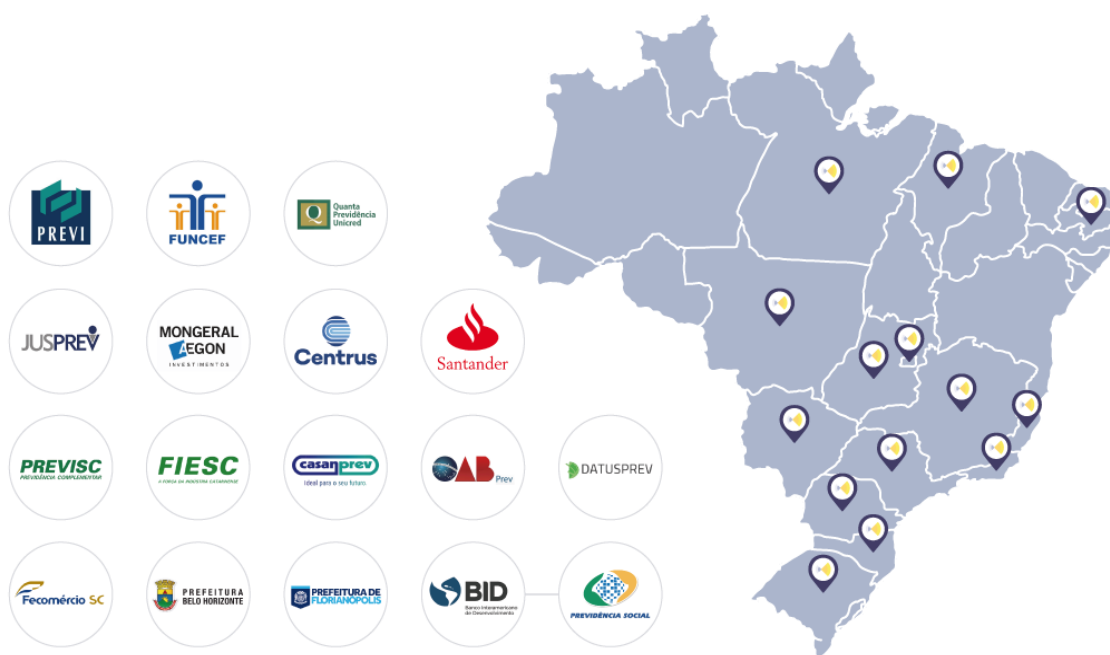 PREVI
FUNCEF
Quanta
Previdência
Unicred
JUSPREV
MONGERAL
AEGON
INVESTIMENTOS
Centrus
Santander
PREVISC
PREVIDÊNCIA COMPLEMENTAR
FIESC
A FORÇA DA INDÚSTRIA CATARINENSE
casanprev
Ideal para o seu futuro
OAB
Prev
DATUSPREV
Fecomércio SC
PREFEITURA
BELO HORIZONTE
PREFEITURA DE
FLORIANÓPOLIS
BID
Banco Interamericano
de Desenvolvimento
PREVIDÊNCIA SOCIAL